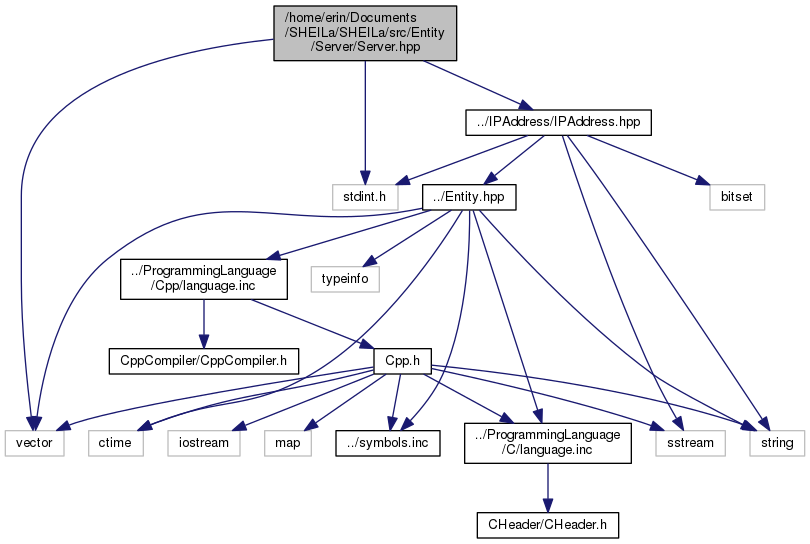 /home/erin/Documents
/SHEILa/SHEILa/src/Entity
/Server/Server.hpp
../IPAddress/IPAddress.hpp
stdint.h
../Entity.hpp
bitset
../ProgrammingLanguage
/Cpp/language.inc
typeinfo
CppCompiler/CppCompiler.h
Cpp.h
vector
ctime
iostream
map
../symbols.inc
../ProgrammingLanguage
/C/language.inc
sstream
string
CHeader/CHeader.h